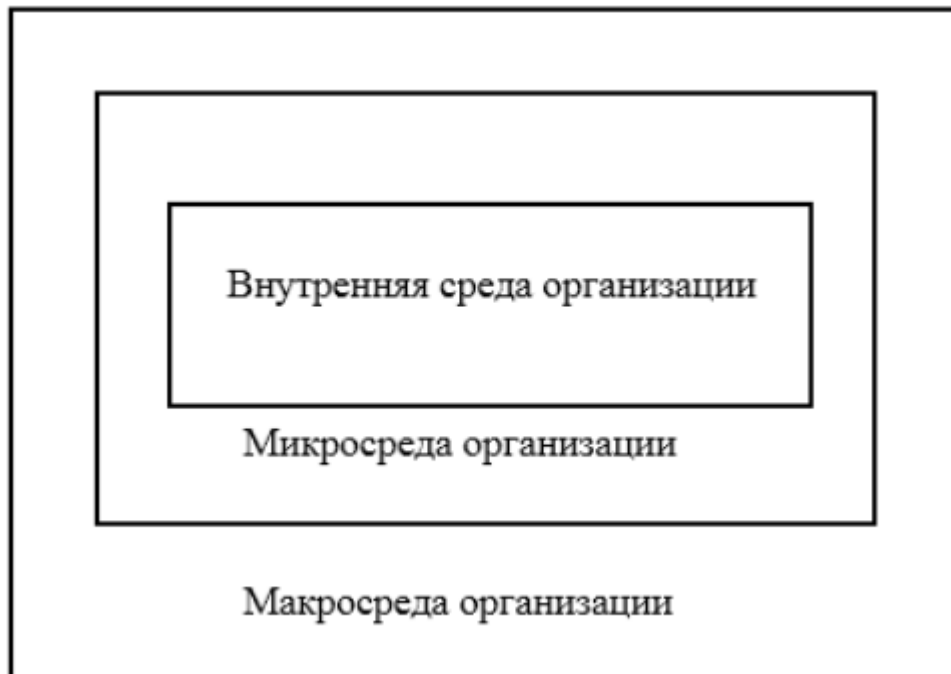 Внутренняя среда организации
Микросреда организации
Макросреда организации